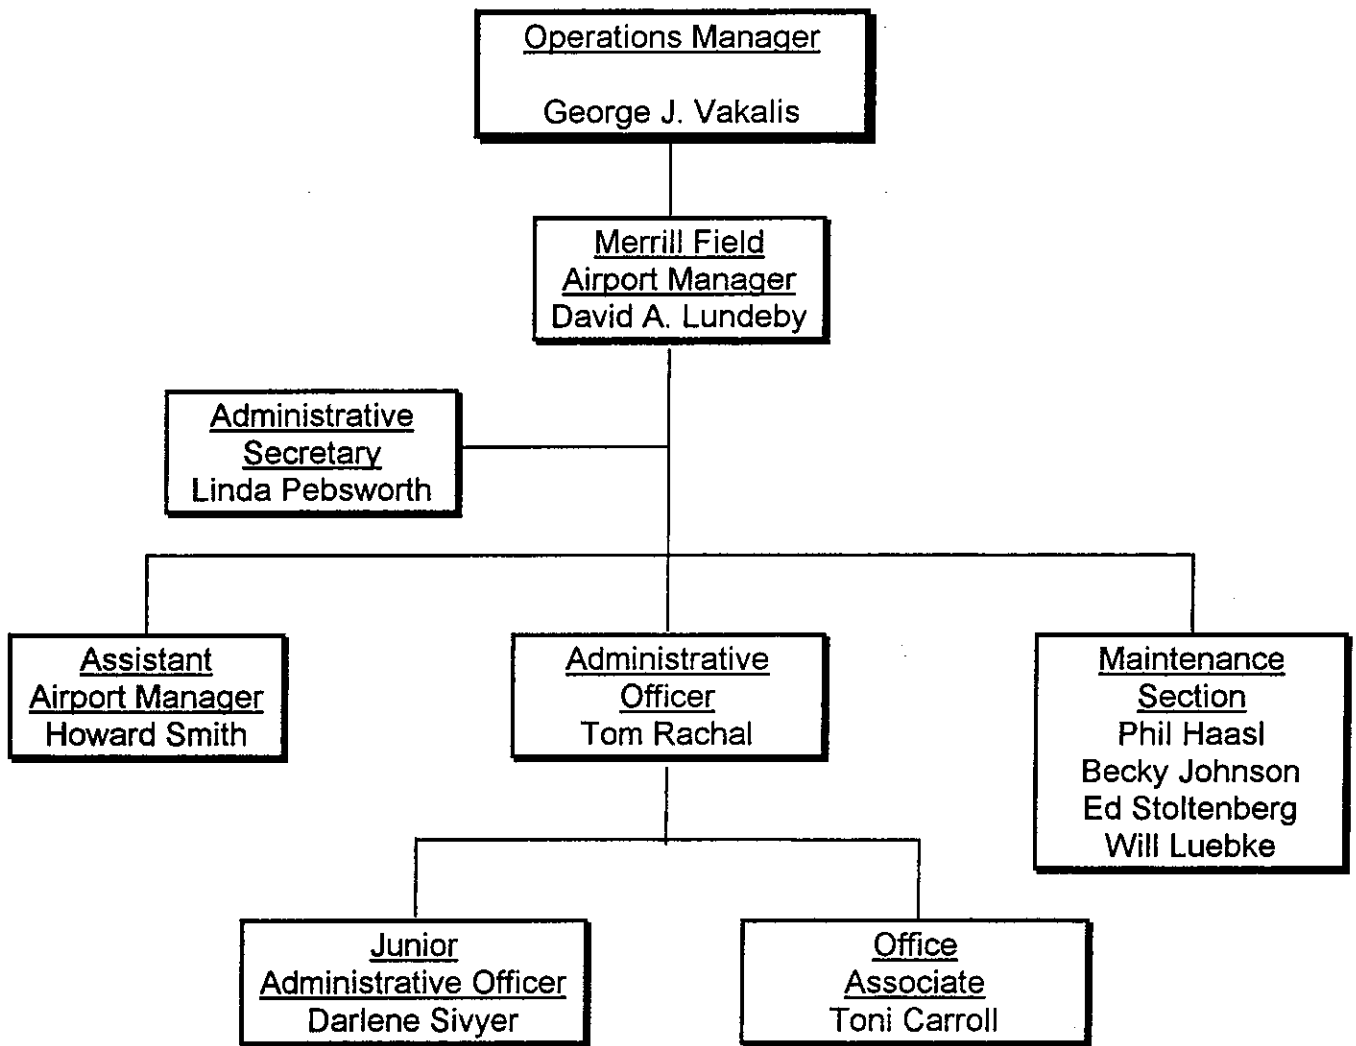 Operations Manager
George J. Vakalis
Merrill Field
Airport Manager
David A. Lundeby
Administrative
Secretary
Linda Pebsworth
Assistant
Airport Manager
Howard Smith
Administrative
Officer
Tom Rachal
Maintenance
Section
Phil Haasl
Becky Johnson
Ed Stoltenberg
Will Luebke
Junior
Administrative Officer
Darlene Sivyer
Office
Associate
Toni Carroll